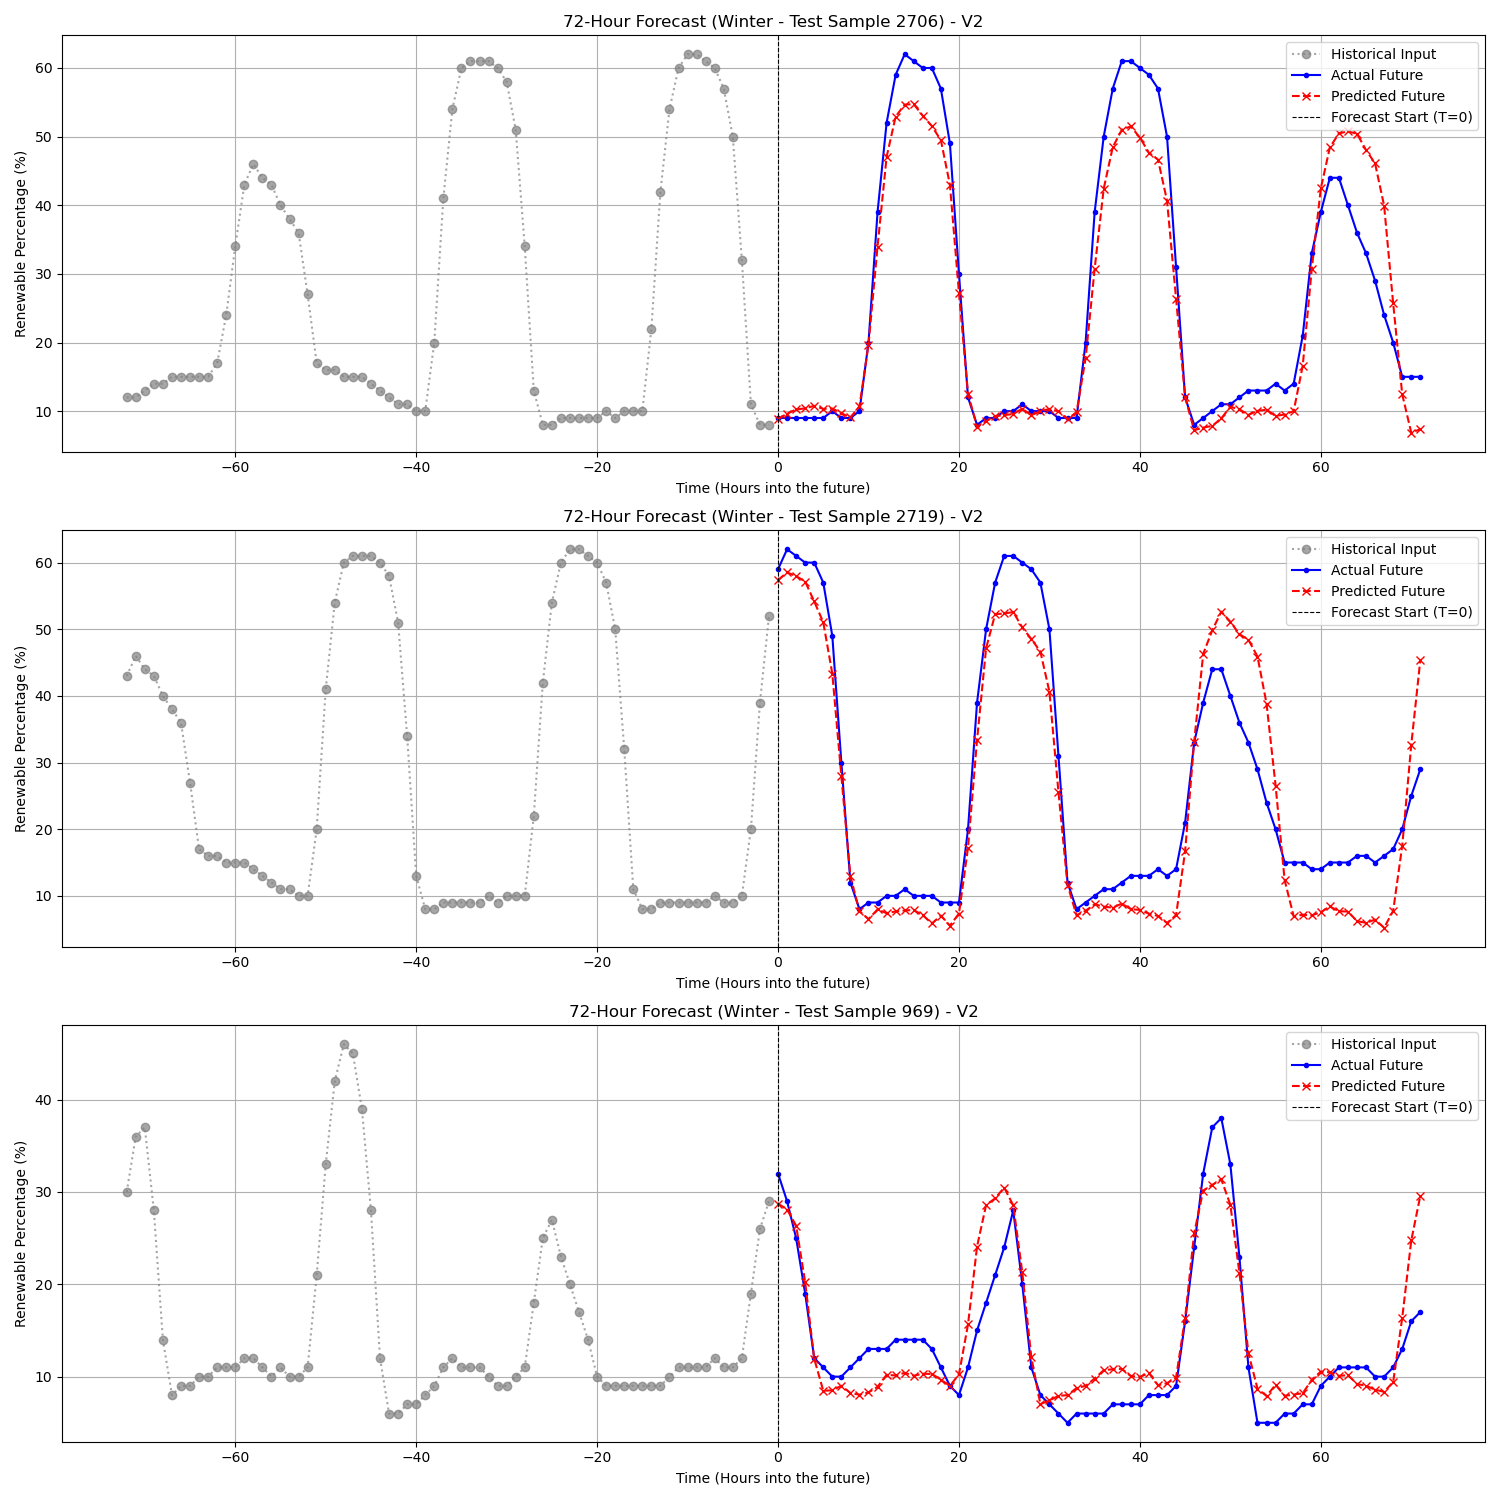 72-Hour Forecast (Winter - Test Sample 2706) - V2
Renewable Percentage (%)
60
50
40
30
20
10
Historical Input
Actual Future
Predicted Future
Forecast Start (T=0)
−60
−40
−20
0
20
40
60
Time (Hours into the future)
72-Hour Forecast (Winter - Test Sample 2719) - V2
Renewable Percentage (%)
60
50
40
30
20
10
Historical Input
Actual Future
Predicted Future
Forecast Start (T=0)
−60
−40
−20
0
20
40
60
Time (Hours into the future)
72-Hour Forecast (Winter - Test Sample 969) - V2
Renewable Percentage (%)
40
30
20
10
Historical Input
Actual Future
Predicted Future
Forecast Start (T=0)
−60
−40
−20
0
20
40
60
Time (Hours into the future)